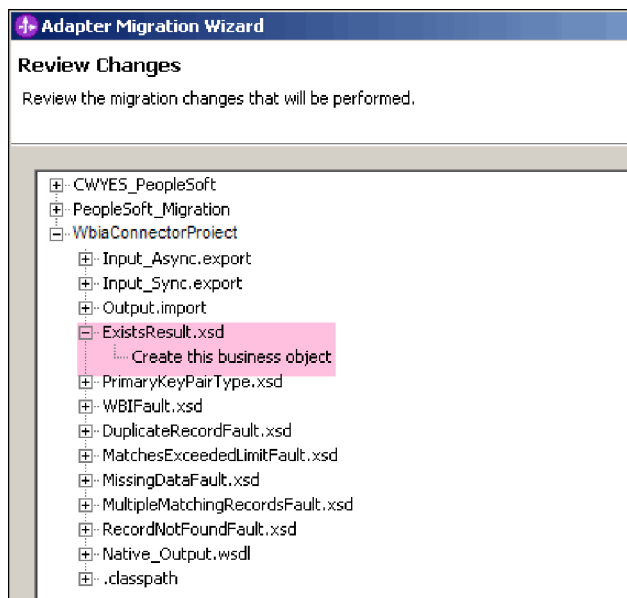 Adapter Migration Wizard
Review Changes
Review the migration changes that will be performed.
CWYES_PeopleSoft
PeopleSoft_Migration
WbiaConnectorProject
Input_Async.export
Input_Sync.export
Output.import
ExistsResult.xsd
Create this business object
PrimaryKeyPairType.xsd
WBIFault.xsd
DuplicateRecordFault.xsd
MatchesExceededLimitFault.xsd
MissingDataFault.xsd
MultipleMatchingRecordsFault.xsd
RecordNotFoundFault.xsd
Native_Output.wsdl
.classpath